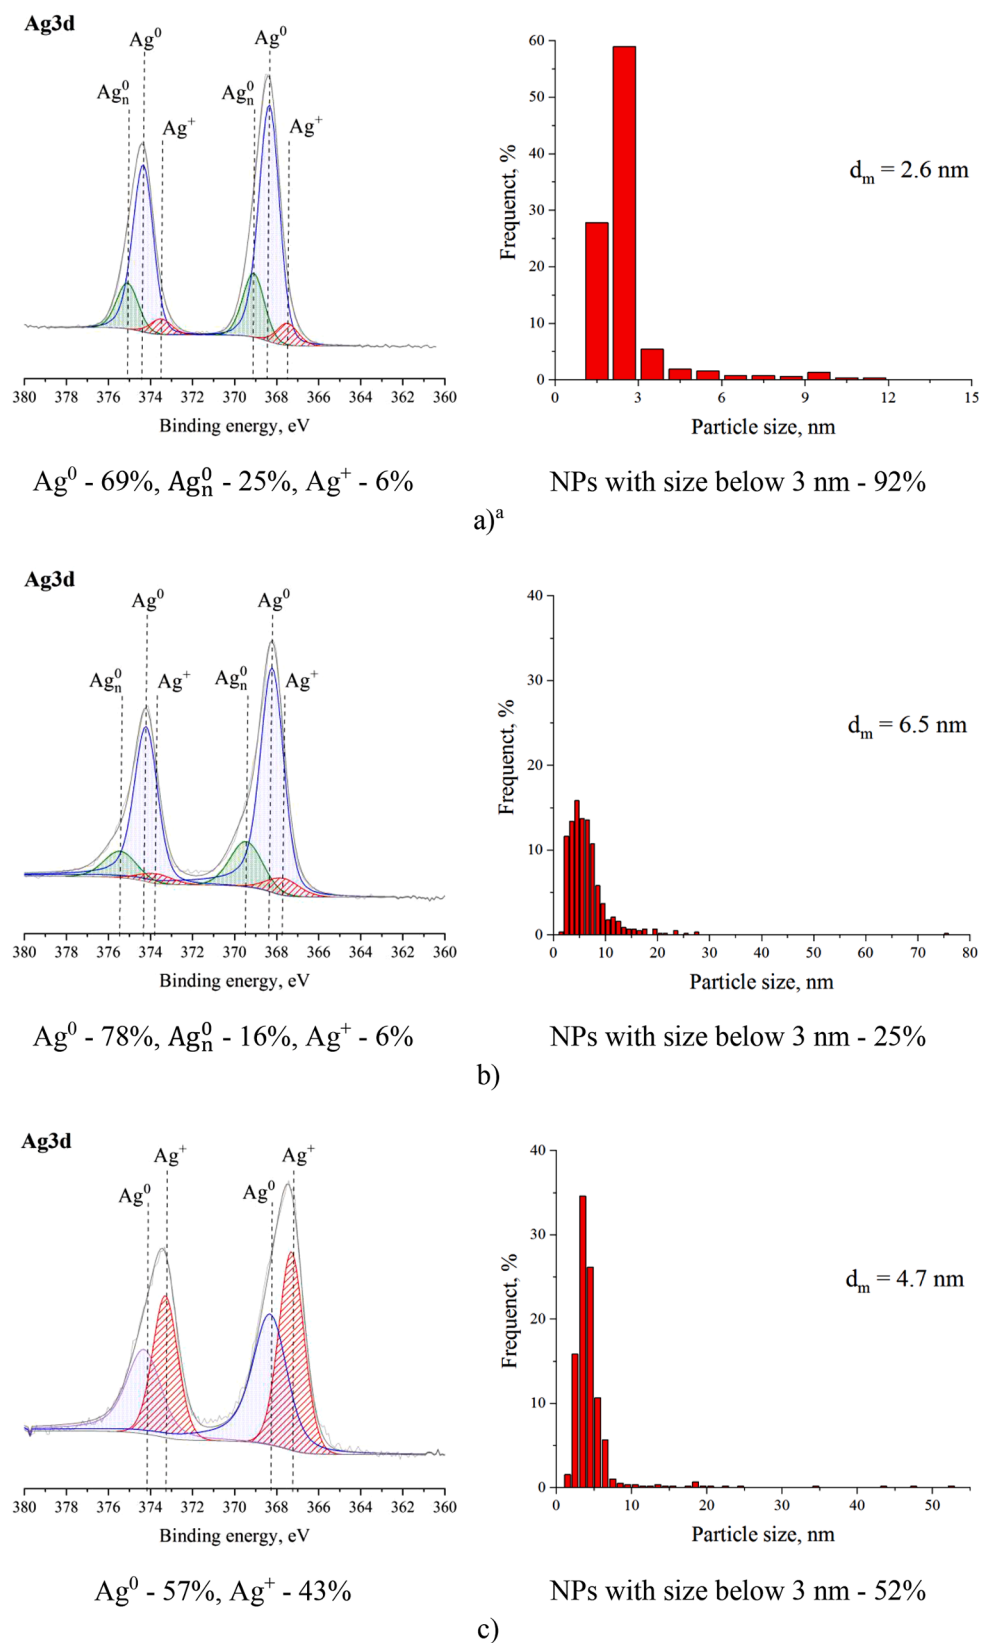 Ag3d
Ag⁰
Ag⁰
Agₙ⁰
Agₙ⁰
Ag⁺
Ag⁺
380 378 376 374 372 370 368 366 364 362 360
Binding energy, eV
60
50
40
30
20
10
0
Frequenct, %
dₘ = 2.6 nm
0 3 6 9 12 15
Particle size, nm
Ag⁰ - 69%, Agₙ⁰ - 25%, Ag⁺ - 6%
NPs with size below 3 nm - 92%
a)ᵃ
Ag3d
Ag⁰
Ag⁰
Agₙ⁰
Ag⁺
Agₙ⁰
Ag⁺
380 378 376 374 372 370 368 366 364 362 360
Binding energy, eV
40
30
20
10
0
Frequenct, %
dₘ = 6.5 nm
0 10 20 30 40 50 60 70 80
Particle size, nm
Ag⁰ - 78%, Agₙ⁰ - 16%, Ag⁺ - 6%
NPs with size below 3 nm - 25%
b)
Ag3d
Ag⁺
Ag⁺
Ag⁰
Ag⁰
380 378 376 374 372 370 368 366 364 362 360
Binding energy, eV
40
30
20
10
0
Frequenct, %
dₘ = 4.7 nm
0 10 20 30 40 50
Particle size, nm
Ag⁰ - 57%, Ag⁺ - 43%
NPs with size below 3 nm - 52%
c)